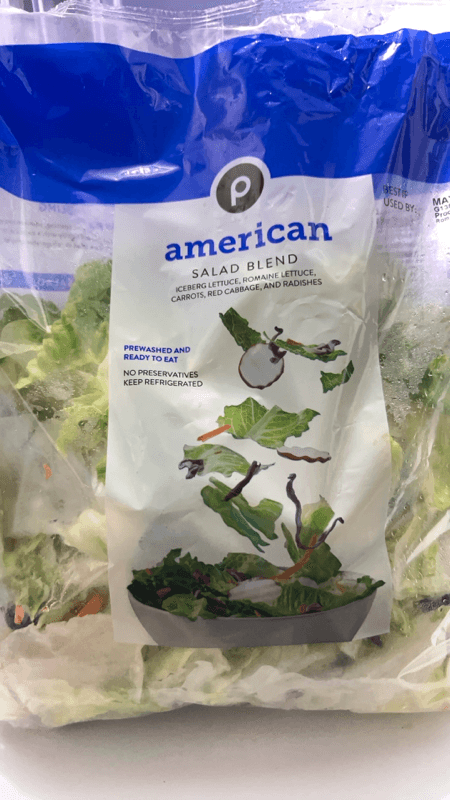 p
american
SALAD BLEND
ICEBERG LETTUCE, ROMAINE LETTUCE,
CARROTS, RED CABBAGE, AND RADISHES
BEST IF
USED BY:
PREWASHED AND
READY TO EAT
NO PRESERVATIVES
KEEP REFRIGERATED